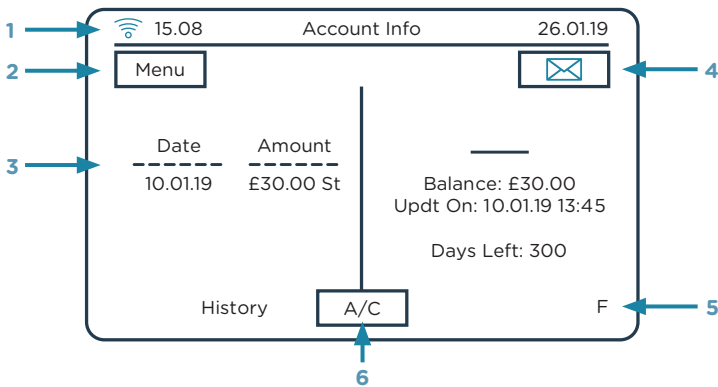 1 15.08 Account Info 26.01.19
2 Menu 4
Date Amount
3
10.01.19 £30.00 St Balance: £30.00
Updt On: 10.01.19 13:45
Days Left: 300
History A/C F 5
6